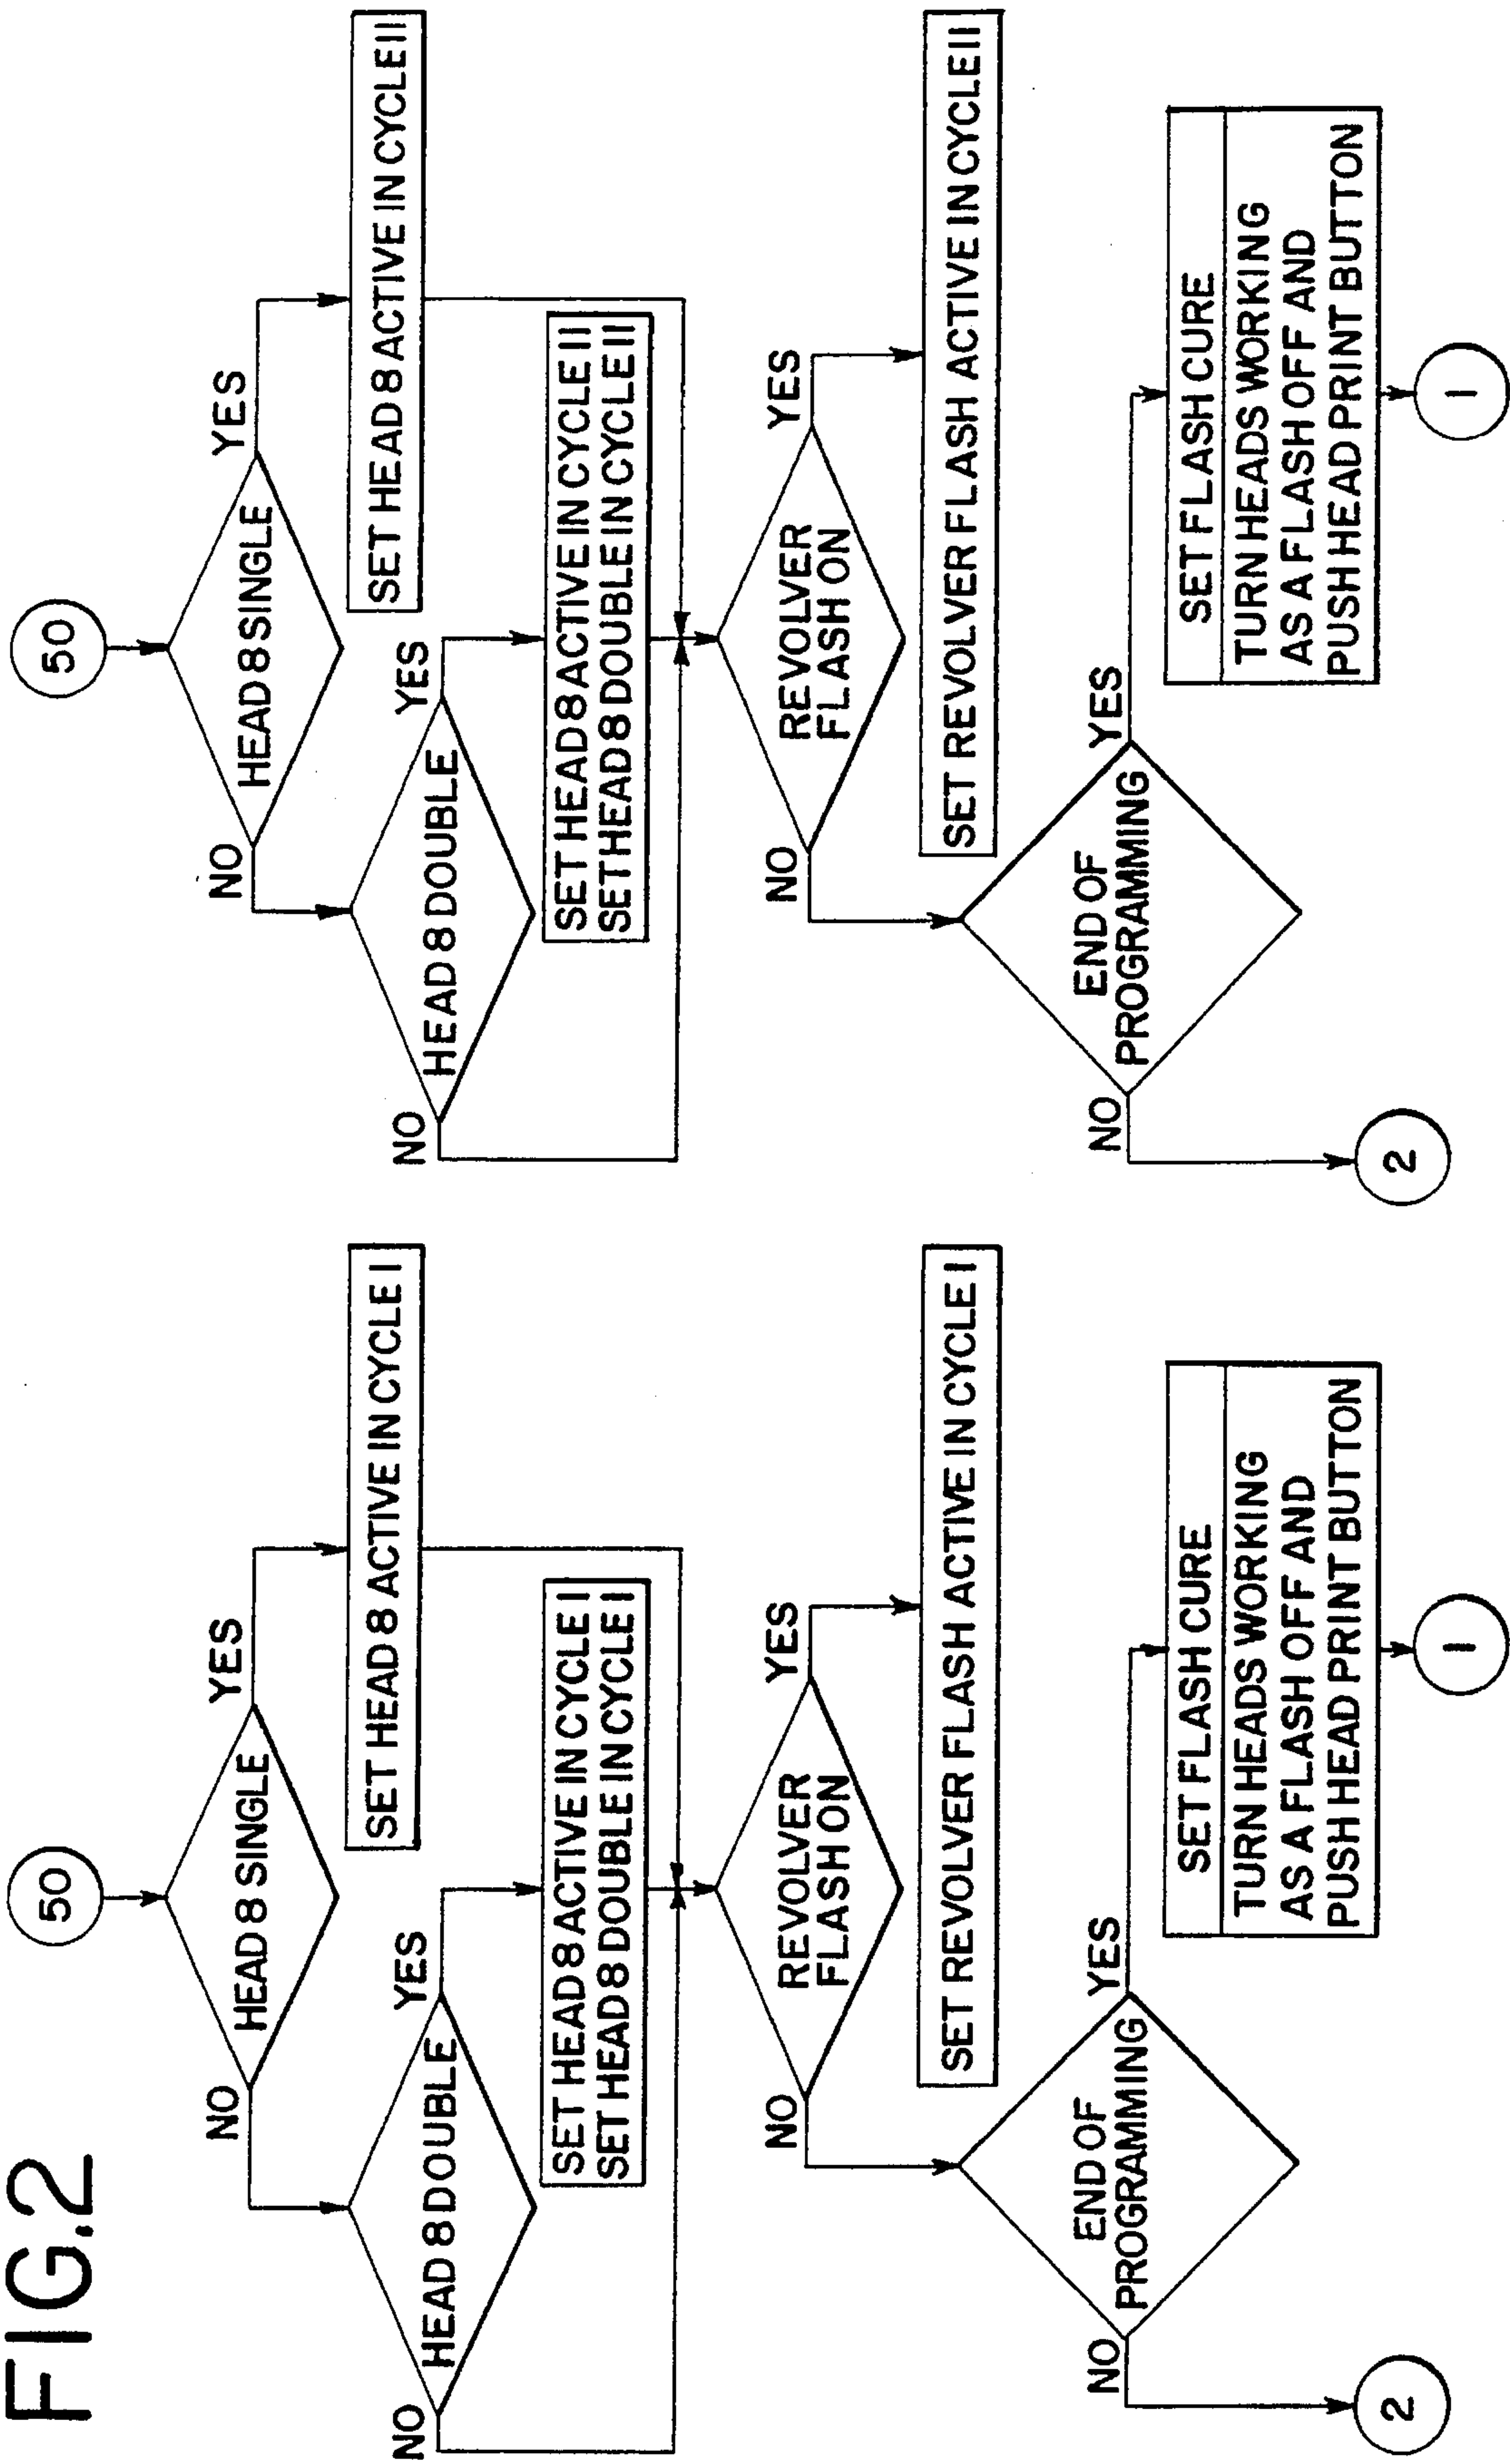 FIG.2
50
HEAD 8 SINGLE
NO
YES
HEAD 8 DOUBLE
SET HEAD 8 ACTIVE IN CYCLE I
NO
YES
SET HEAD 8 ACTIVE IN CYCLE I
SET HEAD 8 DOUBLE IN CYCLE I
REVOLVER
FLASH ON
NO
YES
SET REVOLVER FLASH ACTIVE IN CYCLE I
END OF
PROGRAMMING
NO
YES
SET FLASH CURE
TURN HEADS WORKING
AS A FLASH OFF AND
PUSH HEAD PRINT BUTTON
2
1
50
HEAD 8 SINGLE
NO
YES
HEAD 8 DOUBLE
SET HEAD 8 ACTIVE IN CYCLE II
NO
YES
SET HEAD 8 ACTIVE IN CYCLE II
SET HEAD 8 DOUBLE IN CYCLE II
REVOLVER
FLASH ON
NO
YES
SET REVOLVER FLASH ACTIVE IN CYCLE II
END OF
PROGRAMMING
NO
YES
SET FLASH CURE
TURN HEADS WORKING
AS A FLASH OFF AND
PUSH HEAD PRINT BUTTON
2
1